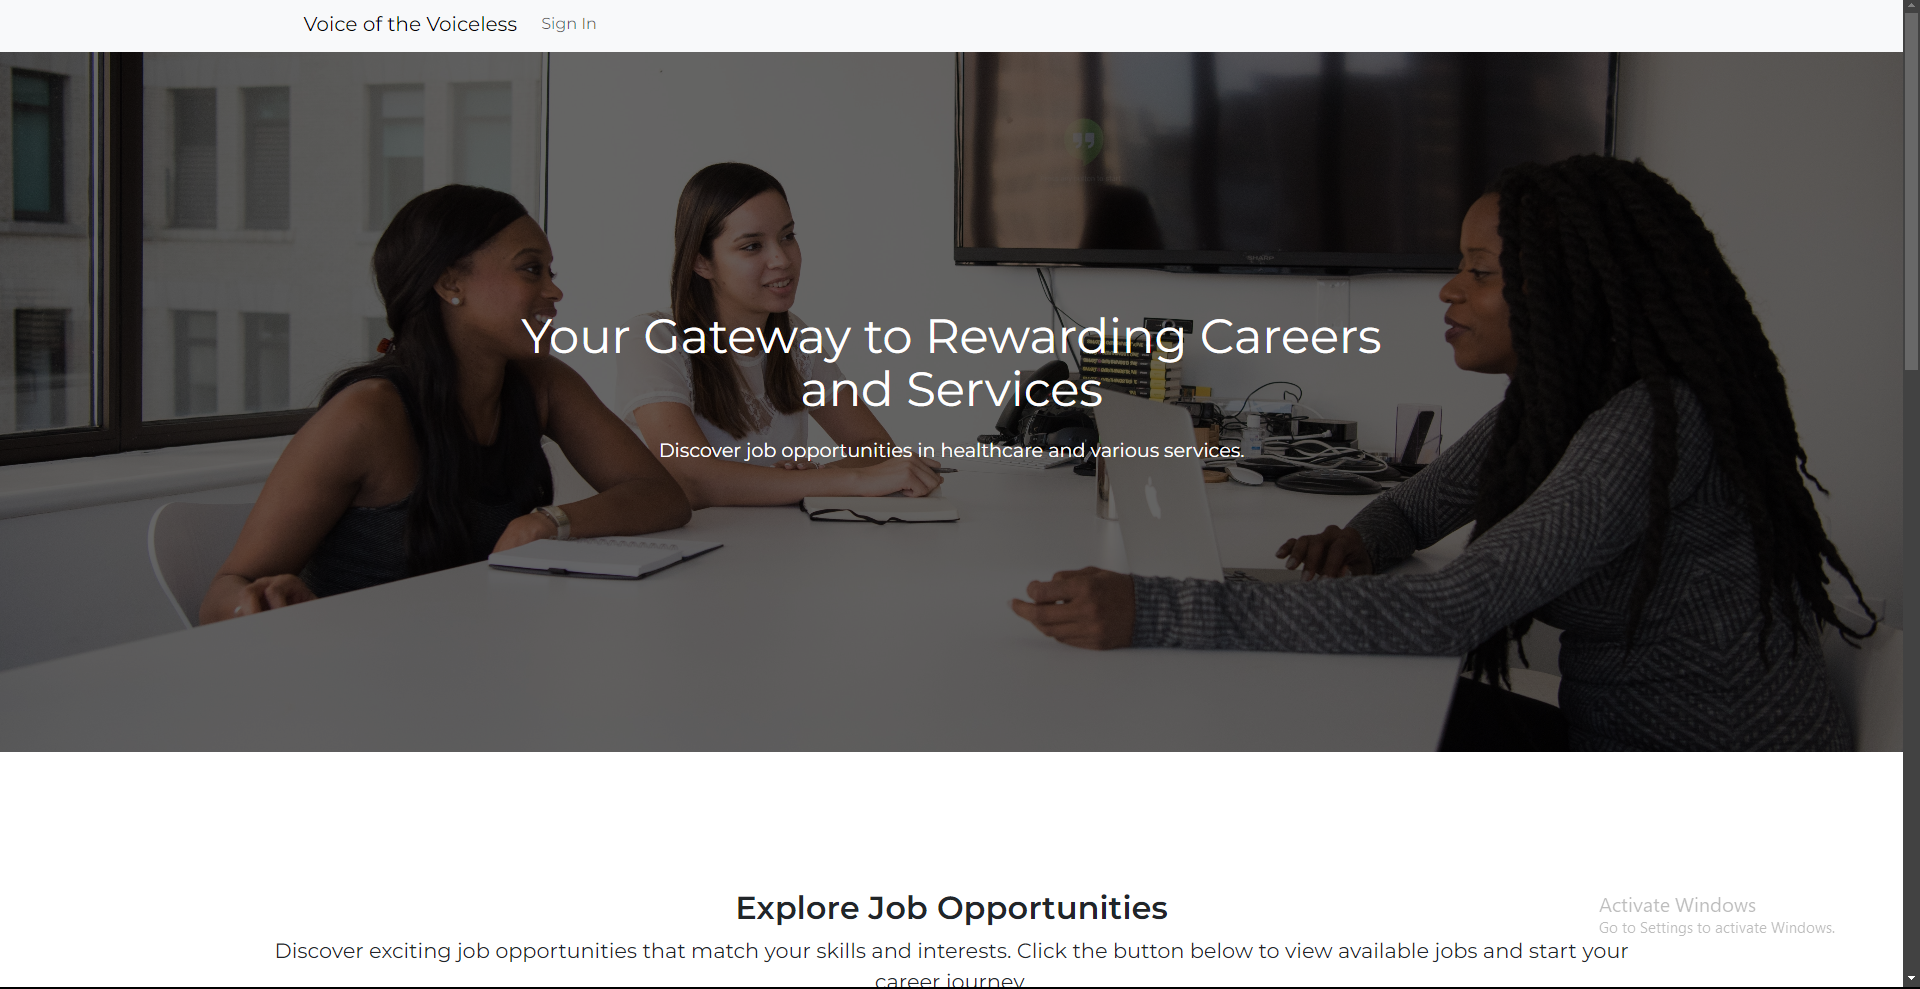 Voice of the Voiceless Sign In
SHARP
Your Gateway to Rewarding Careers
and Services
Discover job opportunities in healthcare and various services.
Explore Job Opportunities
Discover exciting job opportunities that match your skills and interests. Click the button below to view available jobs and start your
career journey
Activate Windows
Go to Settings to activate Windows.